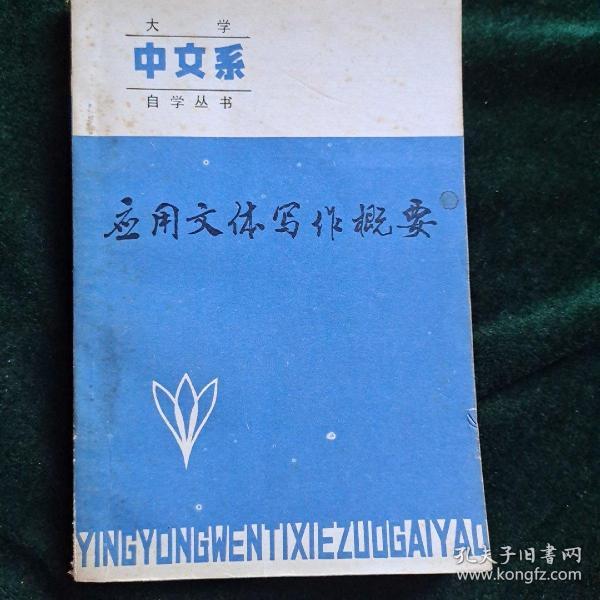 大学
中文系
自学丛书
应用文体写作概要
YINGYONGWENTIXIEZUOGAIYAO
孔夫子旧书网
www.kongfz.com